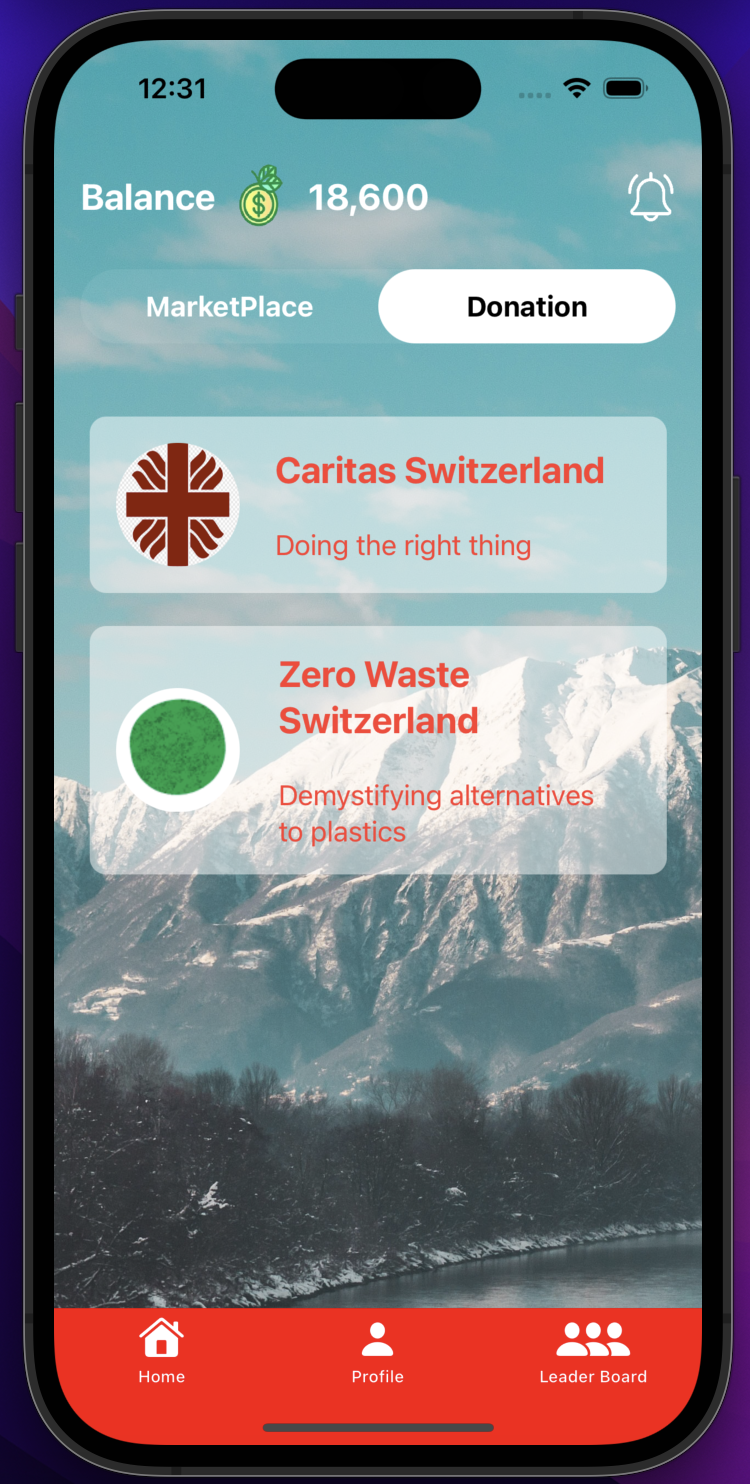 12:31
Balance $ 18,600
MarketPlace Donation
Caritas Switzerland
Doing the right thing
Zero Waste
Switzerland
Demystifying alternatives
to plastics
Home Profile Leader Board